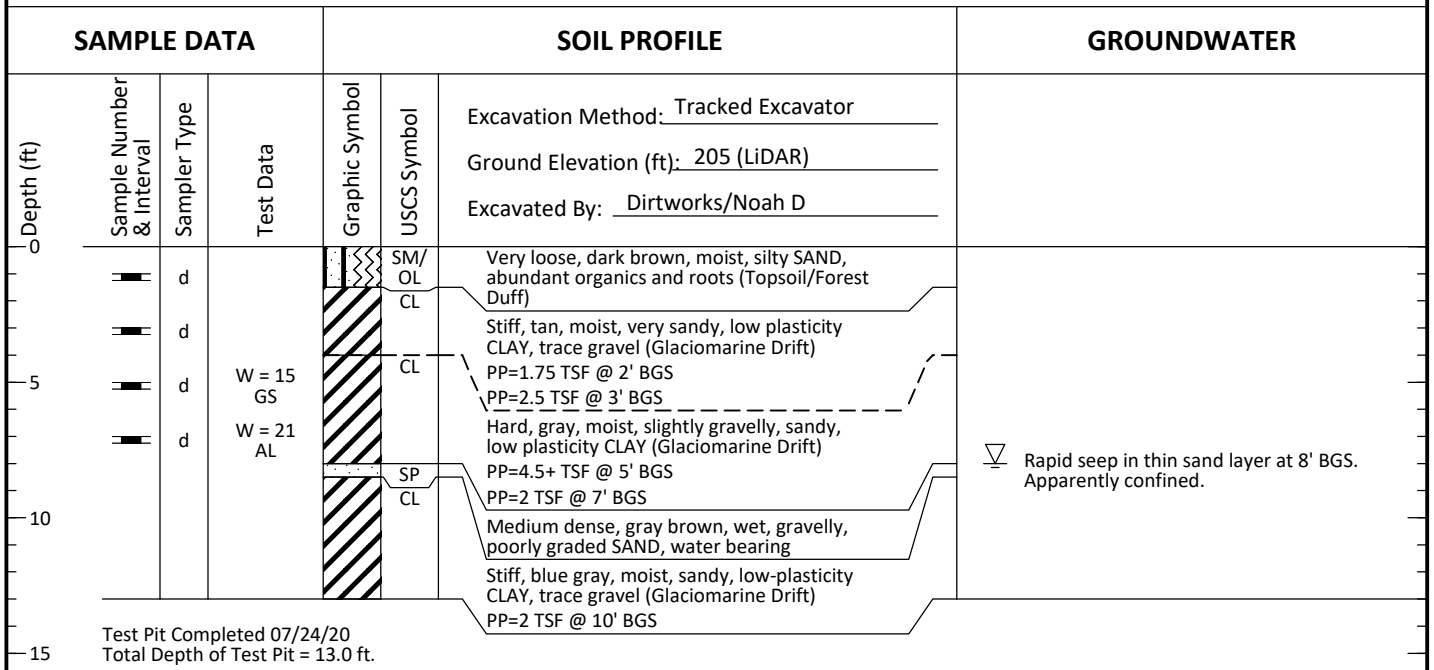 SAMPLE DATA
SOIL PROFILE
GROUNDWATER
Depth (ft)
Sample Number
& Interval
Sampler Type
Test Data
Graphic Symbol
USCS Symbol
Excavation Method: Tracked Excavator
Ground Elevation (ft): 205 (LiDAR)
Excavated By: Dirtworks/Noah D
0
5
10
15
d
d
d
d
W = 15
GS
W = 21
AL
SM/
OL
CL
CL
SP
CL
Very loose, dark brown, moist, silty SAND,
abundant organics and roots (Topsoil/Forest
Duff)
Stiff, tan, moist, very sandy, low plasticity
CLAY, trace gravel (Glaciomarine Drift)
PP=1.75 TSF @ 2' BGS
PP=2.5 TSF @ 3' BGS
Hard, gray, moist, slightly gravelly, sandy,
low plasticity CLAY (Glaciomarine Drift)
PP=4.5+ TSF @ 5' BGS
PP=2 TSF @ 7' BGS
Medium dense, gray brown, wet, gravelly,
poorly graded SAND, water bearing
Stiff, blue gray, moist, sandy, low-plasticity
CLAY, trace gravel (Glaciomarine Drift)
PP=2 TSF @ 10' BGS
Rapid seep in thin sand layer at 8' BGS.
Apparently confined.
Test Pit Completed 07/24/20
Total Depth of Test Pit = 13.0 ft.